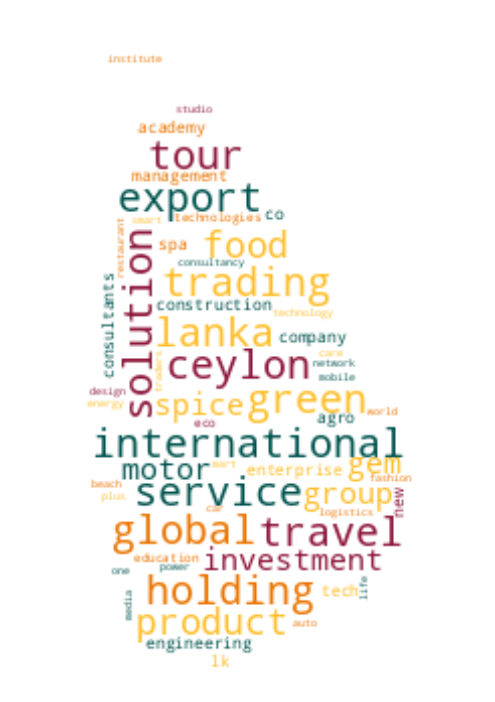 institute
studio
academy
tour
management
export
co
smart
technologies
restaurant
solution
spa
food
consultancy
trading
consultants
construction
technology
lanka
company
traders
care
ceylon
network
mobile
design
energy
spice
green
world
eco
agro
international
motor
mart
enterprise
gem
beach
fashion
plus
service
group
new
car
logistics
global
travel
education
power
investment
one
holding
tech
life
media
product
auto
engineering
lk